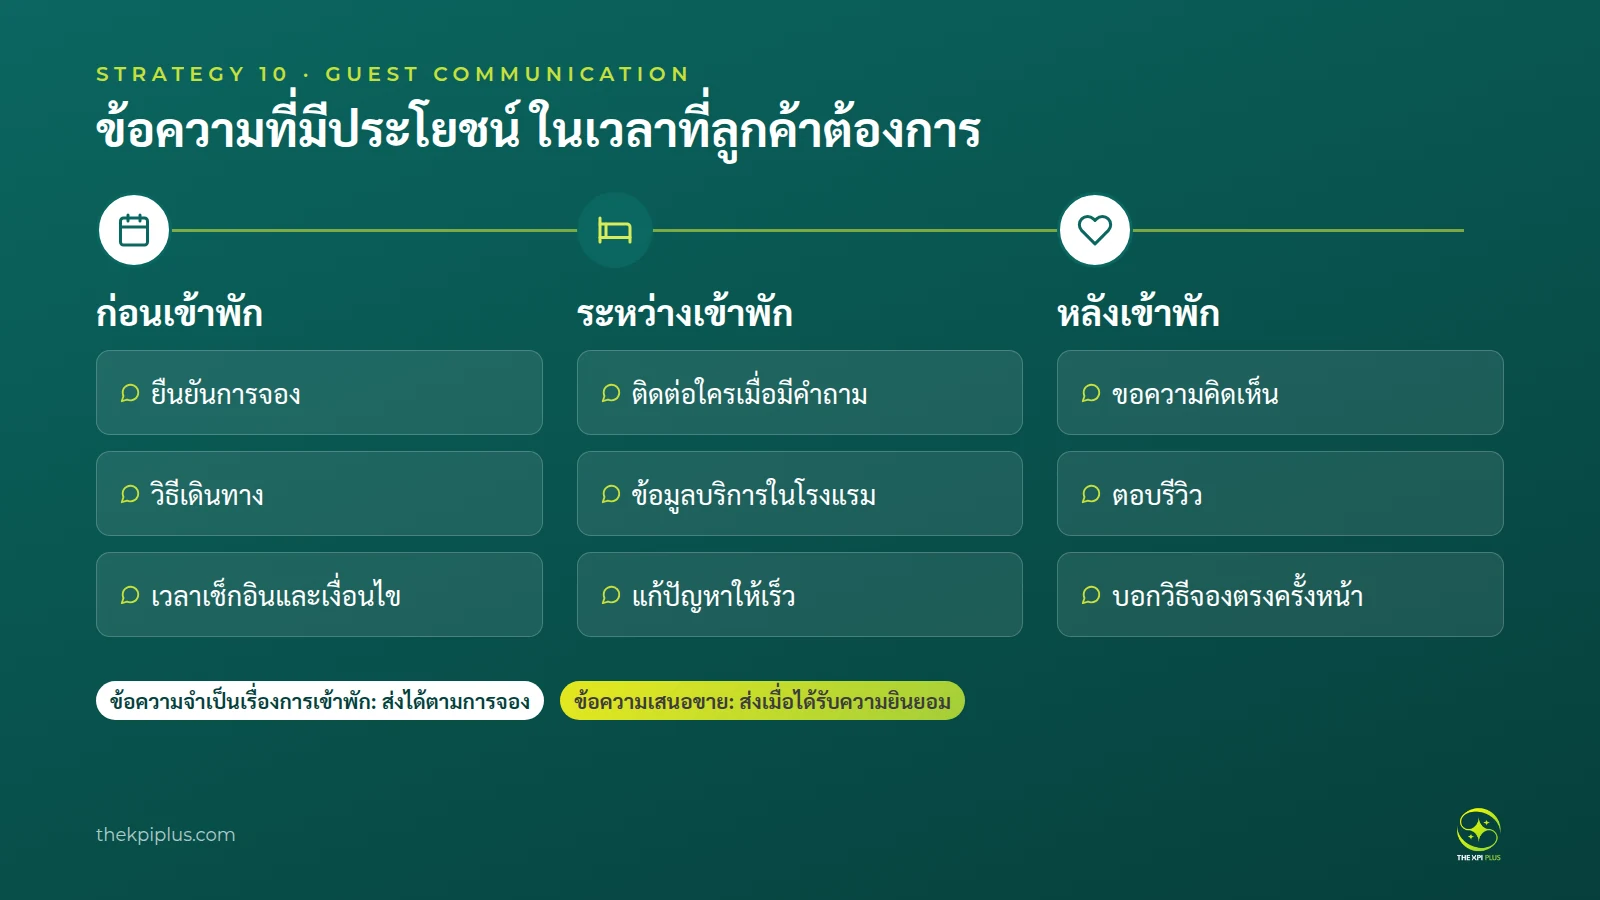 STRATEGY 10 · GUEST COMMUNICATION
ข้อความที่มีประโยชน์ ในเวลาที่ลูกค้าต้องการ
ก่อนเข้าพัก
ยืนยันการจอง
วิธีเดินทาง
เวลาเช็กอินและเงื่อนไข
ระหว่างเข้าพัก
ติดต่อใครเมื่อมีคำถาม
ข้อมูลบริการในโรงแรม
แก้ปัญหาให้เร็ว
หลังเข้าพัก
ขอความคิดเห็น
ตอบรีวิว
บอกวิธีจองตรงครั้งหน้า
ข้อความจำเป็นเรื่องการเข้าพัก: ส่งได้ตามการจอง
ข้อความเสนอขาย: ส่งเมื่อได้รับความยินยอม
thekpiplus.com
THE KPI PLUS